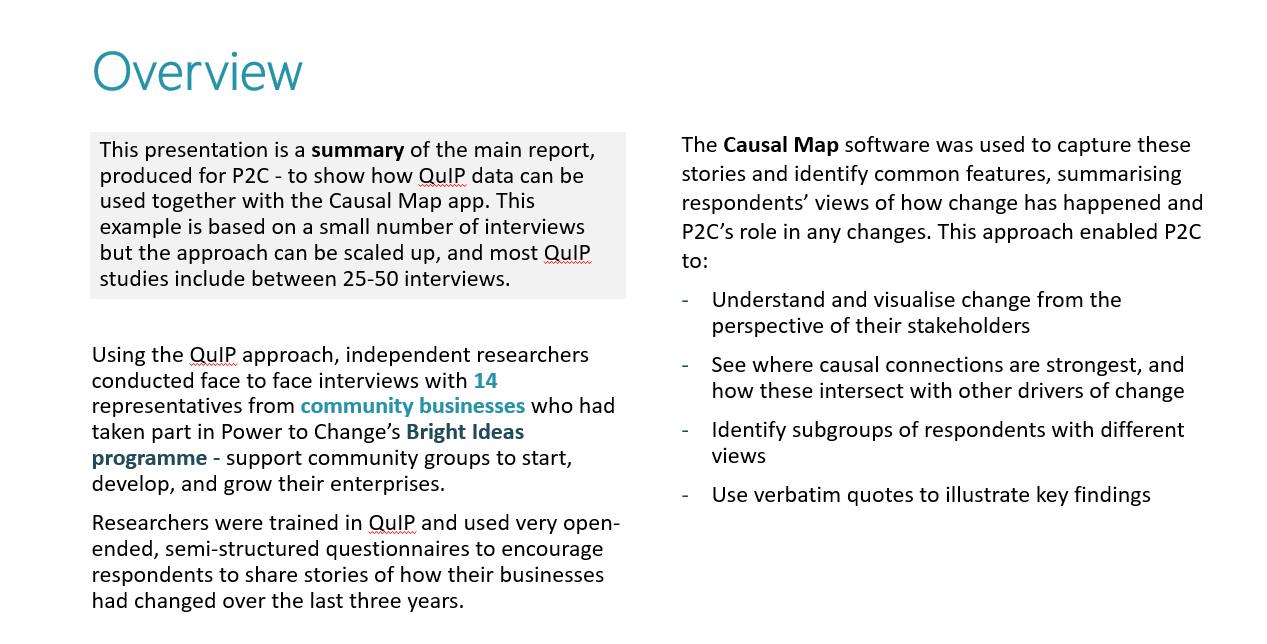 Overview
This presentation is a summary of the main report,
produced for P2C - to show how QuIP data can be
used together with the Causal Map app. This
example is based on a small number of interviews
but the approach can be scaled up, and most QuIP
studies include between 25-50 interviews.
Using the QuIP approach, independent researchers
conducted face to face interviews with 14
representatives from community businesses who had
taken part in Power to Change’s Bright Ideas
programme - support community groups to start,
develop, and grow their enterprises.
Researchers were trained in QuIP and used very open-
ended, semi-structured questionnaires to encourage
respondents to share stories of how their businesses
had changed over the last three years.
The Causal Map software was used to capture these
stories and identify common features, summarising
respondents’ views of how change has happened and
P2C’s role in any changes. This approach enabled P2C
to:
- Understand and visualise change from the
perspective of their stakeholders
- See where causal connections are strongest, and
how these intersect with other drivers of change
- Identify subgroups of respondents with different
views
- Use verbatim quotes to illustrate key findings